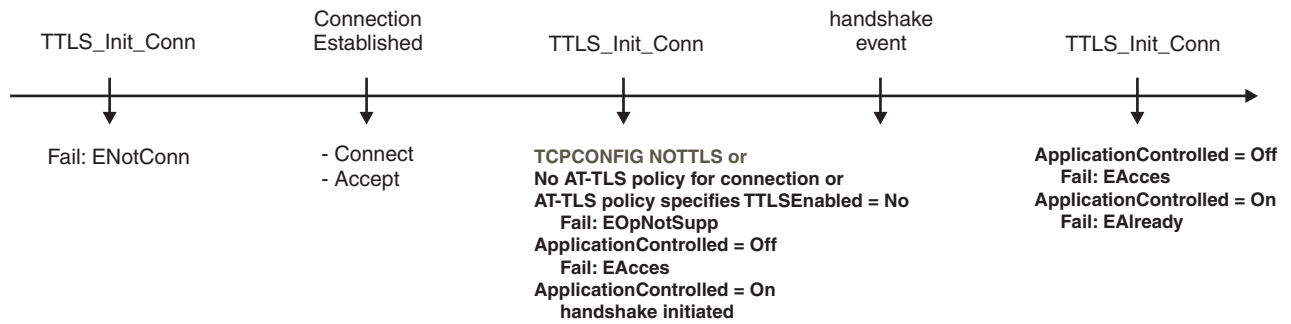 TTLS_Init_Conn
Connection
Established
TTLS_Init_Conn
handshake
event
TTLS_Init_Conn
Fail: ENotConn
- Connect
- Accept
TCPCONFIG NOTTLS or
No AT-TLS policy for connection or
AT-TLS policy specifies TTLSEnabled = No
Fail: EOpNotSupp
ApplicationControlled = Off
Fail: EAcces
ApplicationControlled = On
handshake initiated
ApplicationControlled = Off
Fail: EAcces
ApplicationControlled = On
Fail: EAlready